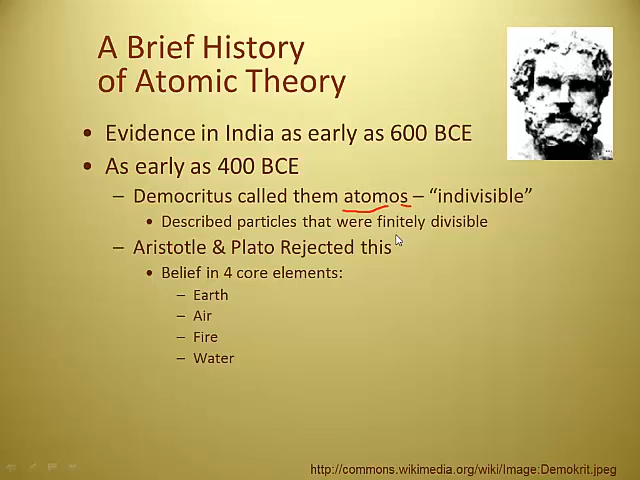 A Brief History
of Atomic Theory
• Evidence in India as early as 600 BCE
• As early as 400 BCE
– Democritus called them atomos – “indivisible”
• Described particles that were finitely divisible
– Aristotle & Plato Rejected this
• Belief in 4 core elements:
– Earth
– Air
– Fire
– Water
http://commons.wikimedia.org/wiki/Image:Demokrit.jpeg